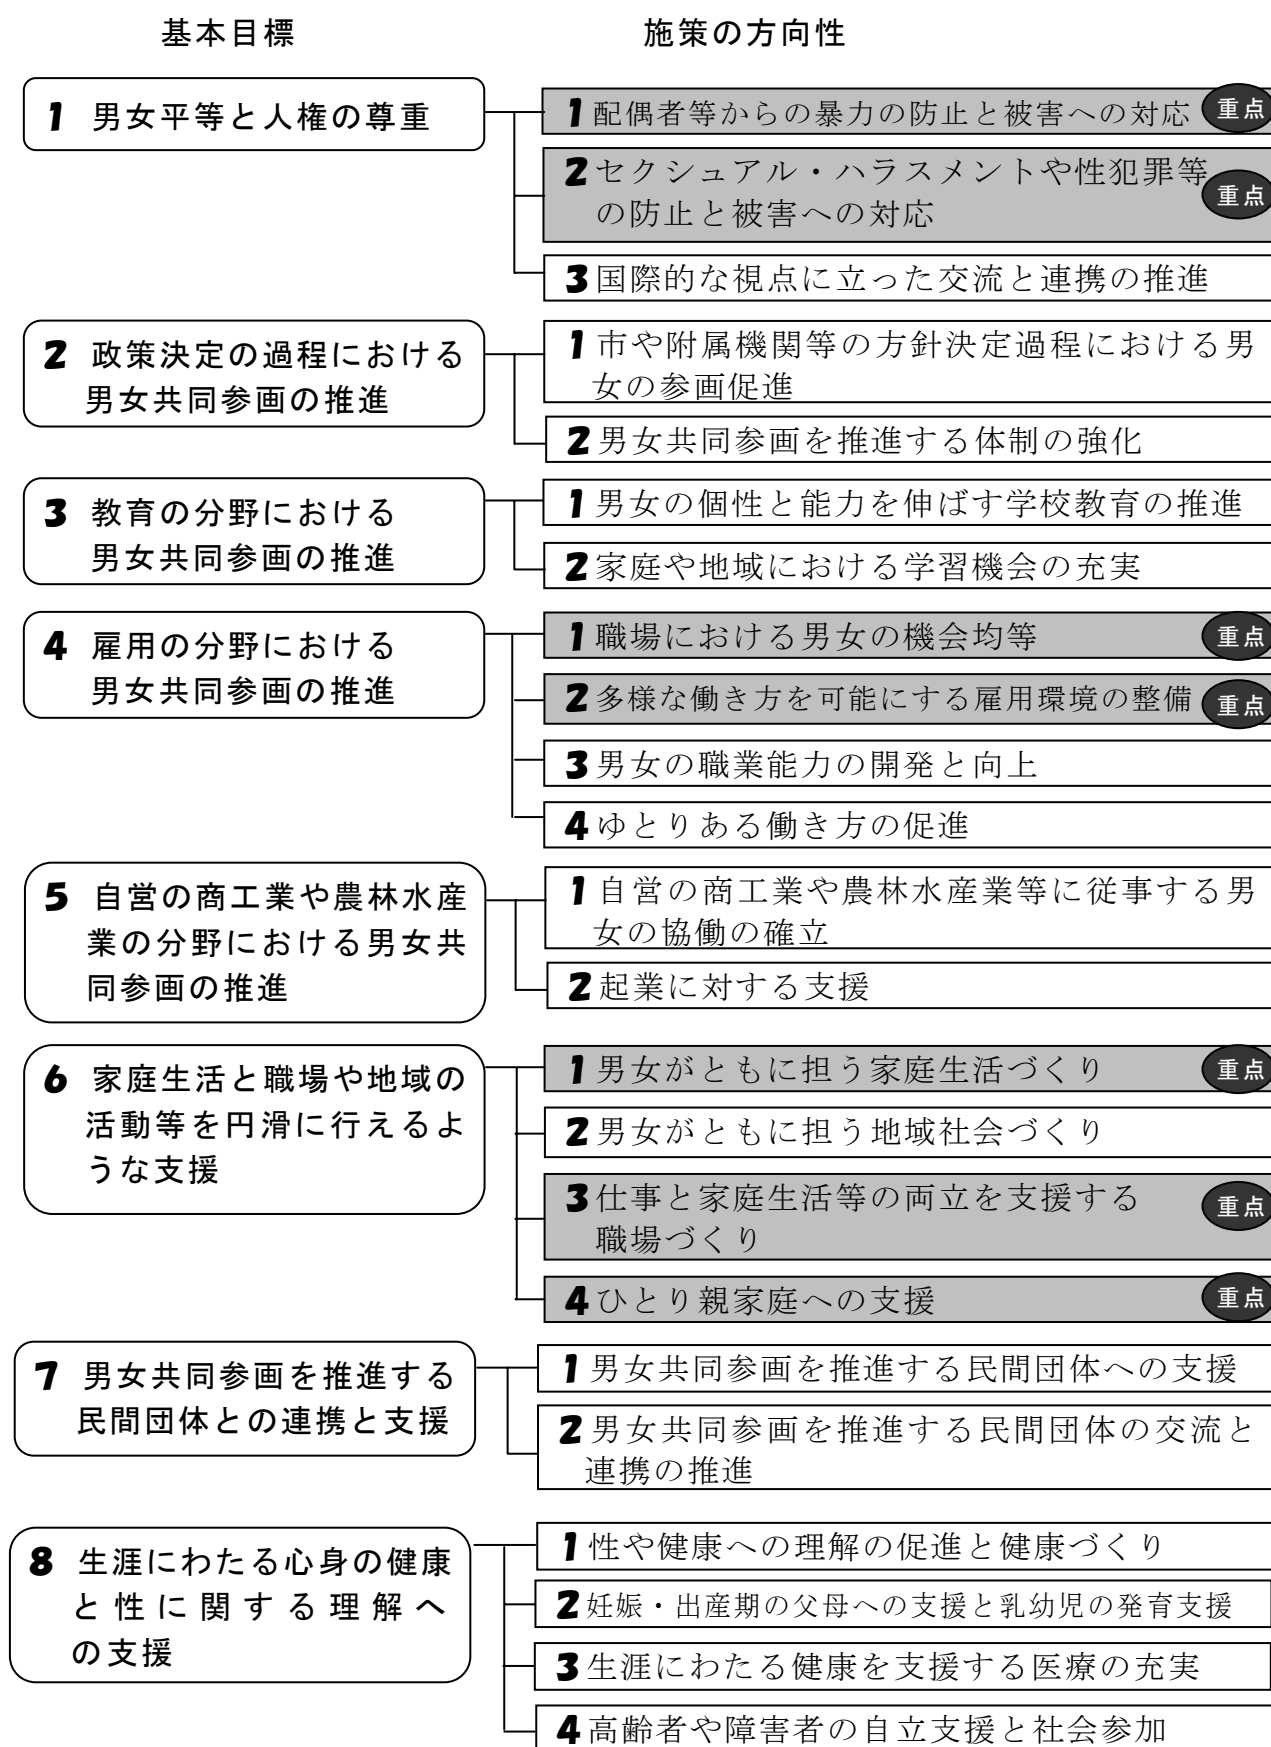 基本目標　施策の方向性
1 男女平等と人権の尊重
1 配偶者等からの暴力の防止と被害への対応 重点
2 セクシュアル・ハラスメントや性犯罪等
の防止と被害への対応 重点
3 国際的な視点に立った交流と連携の推進
2 政策決定の過程における
男女共同参画の推進
1 市や附属機関等の方針決定過程における男
女の参画促進
2 男女共同参画を推進する体制の強化
3 教育の分野における
男女共同参画の推進
1 男女の個性と能力を伸ばす学校教育の推進
2 家庭や地域における学習機会の充実
4 雇用の分野における
男女共同参画の推進
1 職場における男女の機会均等 重点
2 多様な働き方を可能にする雇用環境の整備 重点
3 男女の職業能力の開発と向上
4 ゆとりある働き方の促進
5 自営の商工業や農林水産
業の分野における男女共
同参画の推進
1 自営の商工業や農林水産業等に従事する男
女の協働の確立
2 起業に対する支援
6 家庭生活と職場や地域の
活動等を円滑に行えるよ
うな支援
1 男女がともに担う家庭生活づくり 重点
2 男女がともに担う地域社会づくり
3 仕事と家庭生活等の両立を支援する
職場づくり 重点
4 ひとり親家庭への支援 重点
7 男女共同参画を推進する
民間団体との連携と支援
1 男女共同参画を推進する民間団体への支援
2 男女共同参画を推進する民間団体の交流と
連携の推進
8 生涯にわたる心身の健康
と性に関する理解へ
の支援
1 性や健康への理解の促進と健康づくり
2 妊娠・出産期の父母への支援と乳幼児の発育支援
3 生涯にわたる健康を支援する医療の充実
4 高齢者や障害者の自立支援と社会参加